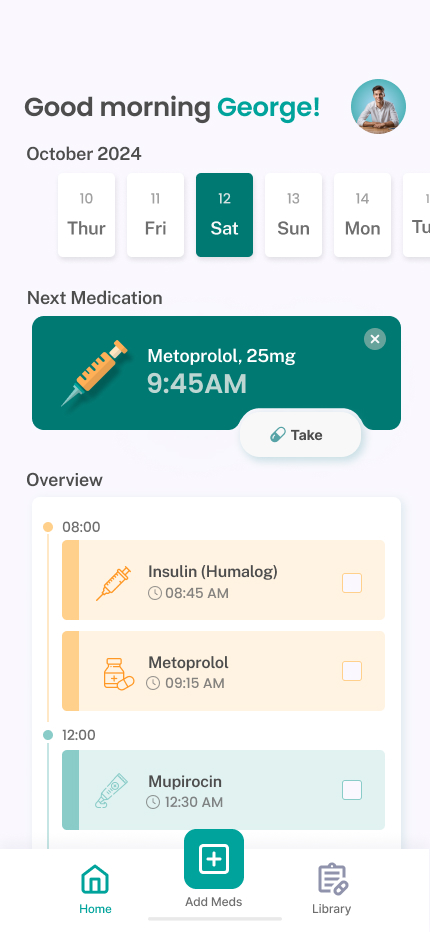 Good morning George!
October 2024
10 11 12 13 14
Thur Fri Sat Sun Mon Tu
Next Medication
Metoprolol, 25mg
9:45AM
Take
Overview
08:00
Insulin (Humalog)
08:45 AM
Metoprolol
09:15 AM
12:00
Mupirocin
12:30 AM
Home
Add Meds
Library